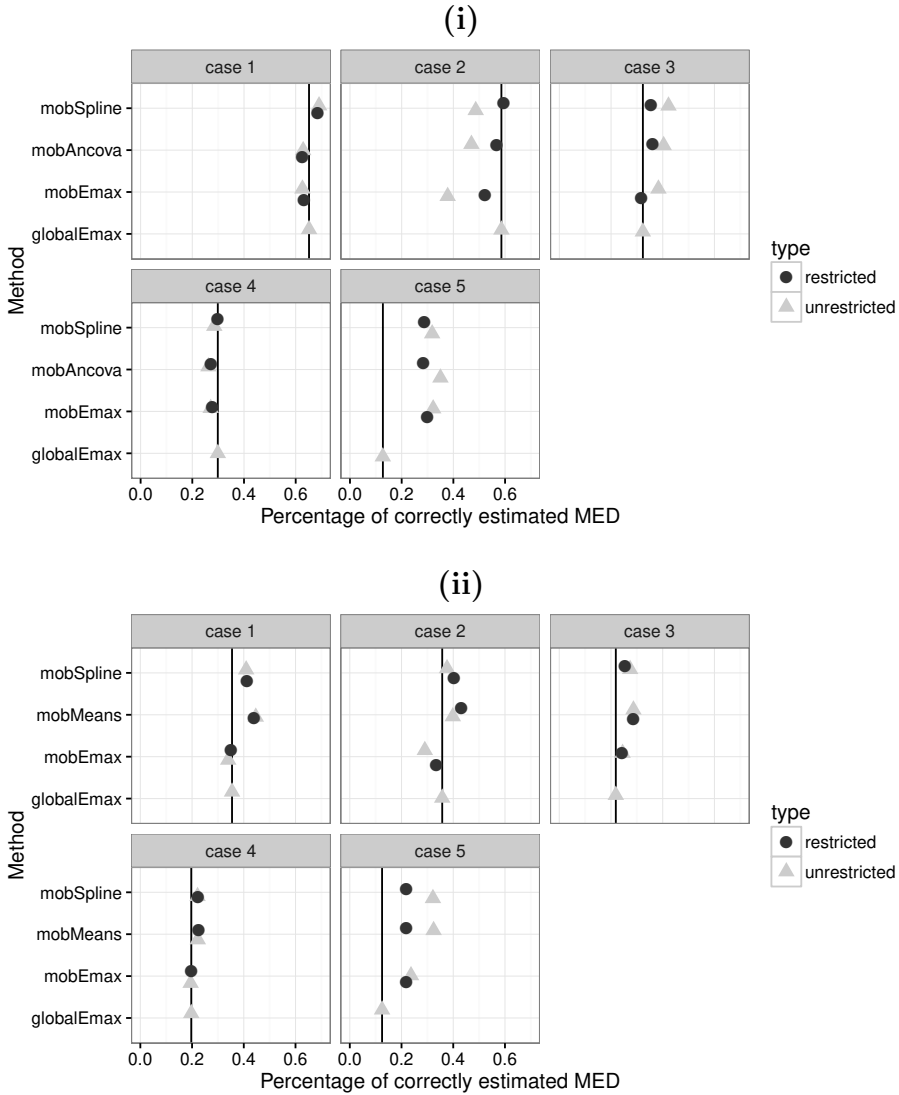 (i)
case 1 case 2 case 3
mobSpline
mobAncova
mobEmax
globalEmax
case 4 case 5
mobSpline
mobAncova
mobEmax
globalEmax
0.0 0.2 0.4 0.6 0.0 0.2 0.4 0.6
Percentage of correctly estimated MED
Method
type
restricted
unrestricted
(ii)
case 1 case 2 case 3
mobSpline
mobMeans
mobEmax
globalEmax
case 4 case 5
mobSpline
mobMeans
mobEmax
globalEmax
0.0 0.2 0.4 0.6 0.0 0.2 0.4 0.6
Percentage of correctly estimated MED
Method
type
restricted
unrestricted